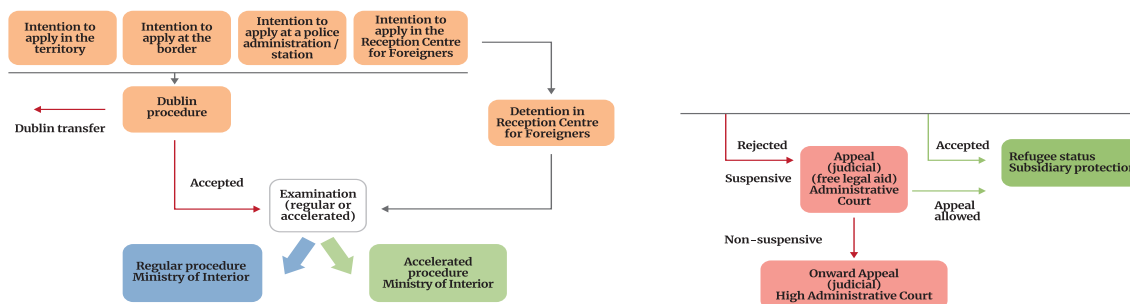 Intention to
apply in the
territory
Intention to
apply at the
border
Intention to
apply at a police
administration /
station
Intention to
apply in the
Reception Centre
for Foreigners
Dublin
procedure
Dublin transfer
Detention in
Reception Centre
for Foreigners
Accepted
Examination
(regular or
accelerated)
Regular procedure
Ministry of Interior
Accelerated
procedure
Ministry of Interior
Rejected
Suspensive
Appeal
(judicial)
(free legal aid)
Administrative
Court
Accepted
Refugee status
Subsidiary protection
Appeal
allowed
Non-suspensive
Onward Appeal
(judicial)
High Administrative Court